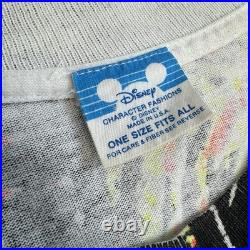 Disney
CHARACTER FASHIONS
© DISNEY
MADE IN U.S.A.
ONE SIZE FITS ALL
FOR CARE & FIBER SEE REVERSE